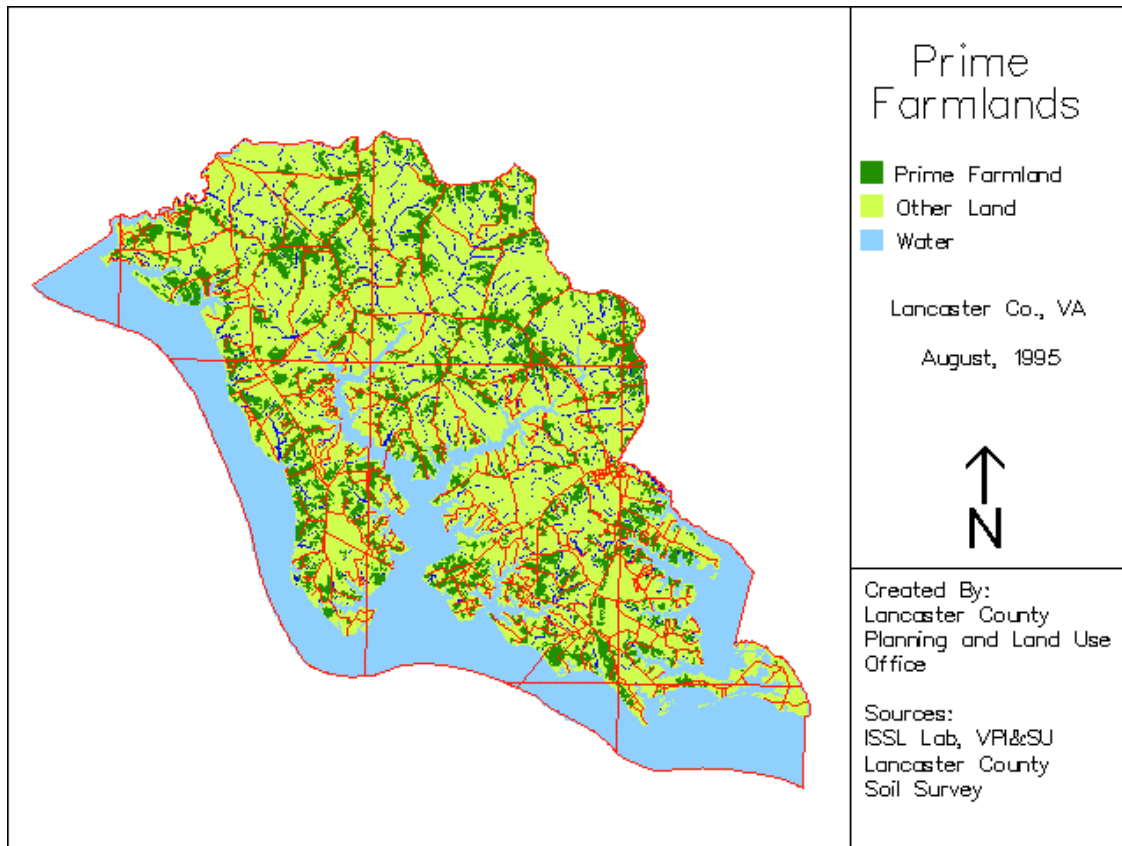 Prime
Farmlands
Prime Farmland
Other Land
Water
Lancaster Co., VA
August, 1995
N
Created By:
Lancaster County
Planning and Land Use
Office
Sources:
ISSL Lab, VPI&SU
Lancaster County
Soil Survey